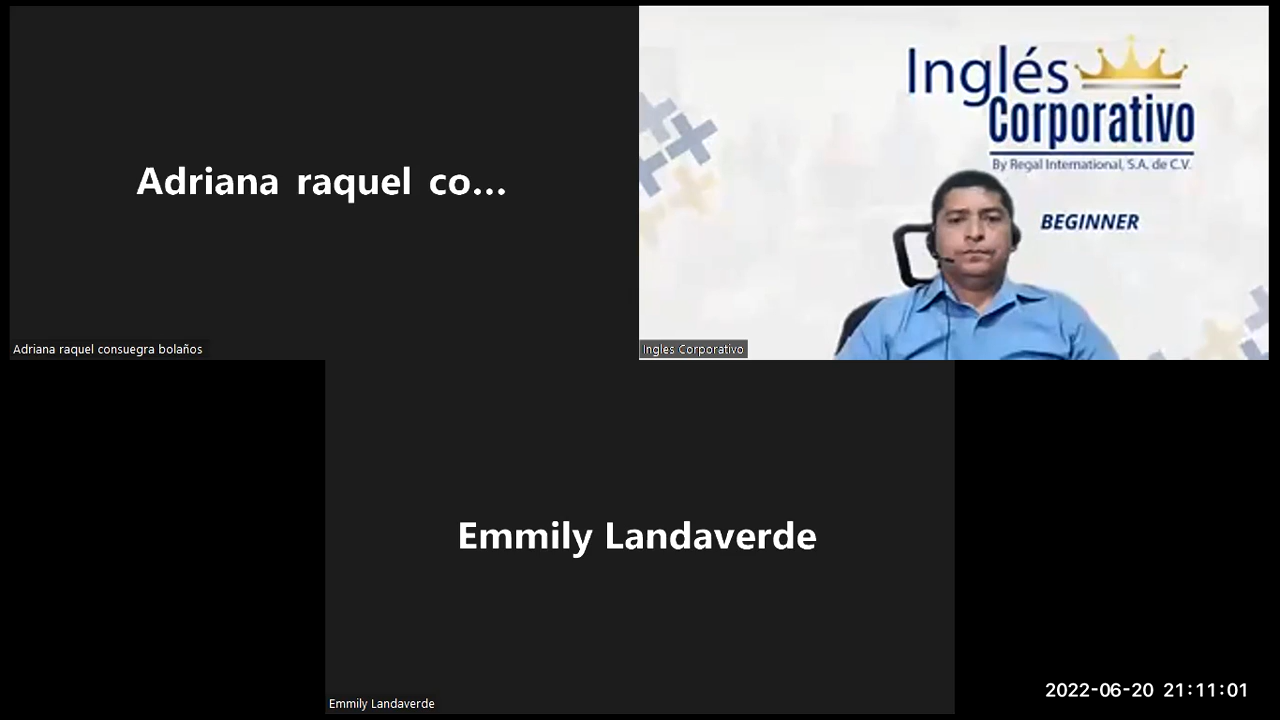 Adriana raquel co...
Adriana raquel consuegra bolaños
Inglés
Corporativo
By Regal International, S.A. de C.V.
BEGINNER
Ingles Corporativo
Emmily Landaverde
Emmily Landaverde
2022-06-20 21:11:01